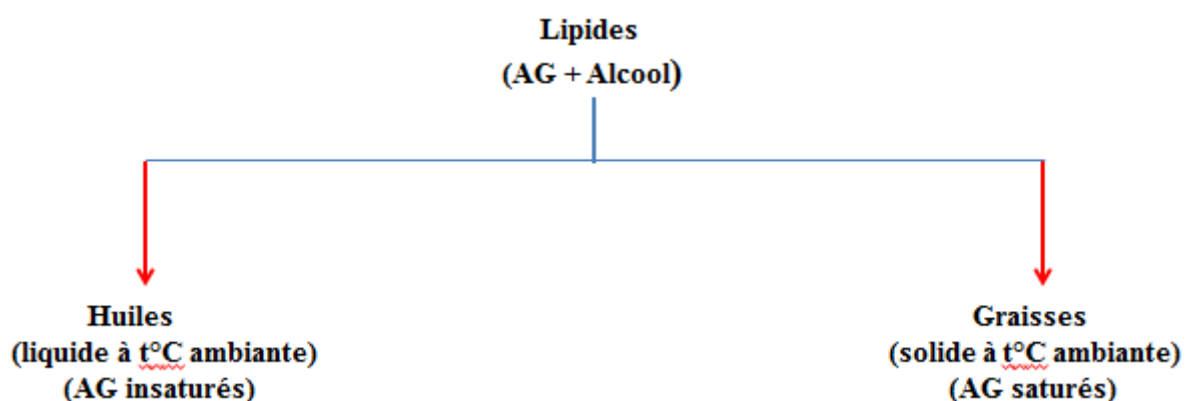 Lipides
(AG + Alcool)
Huiles
(liquide à t°C ambiante)
(AG insaturés)
Graisses
(solide à t°C ambiante)
(AG saturés)